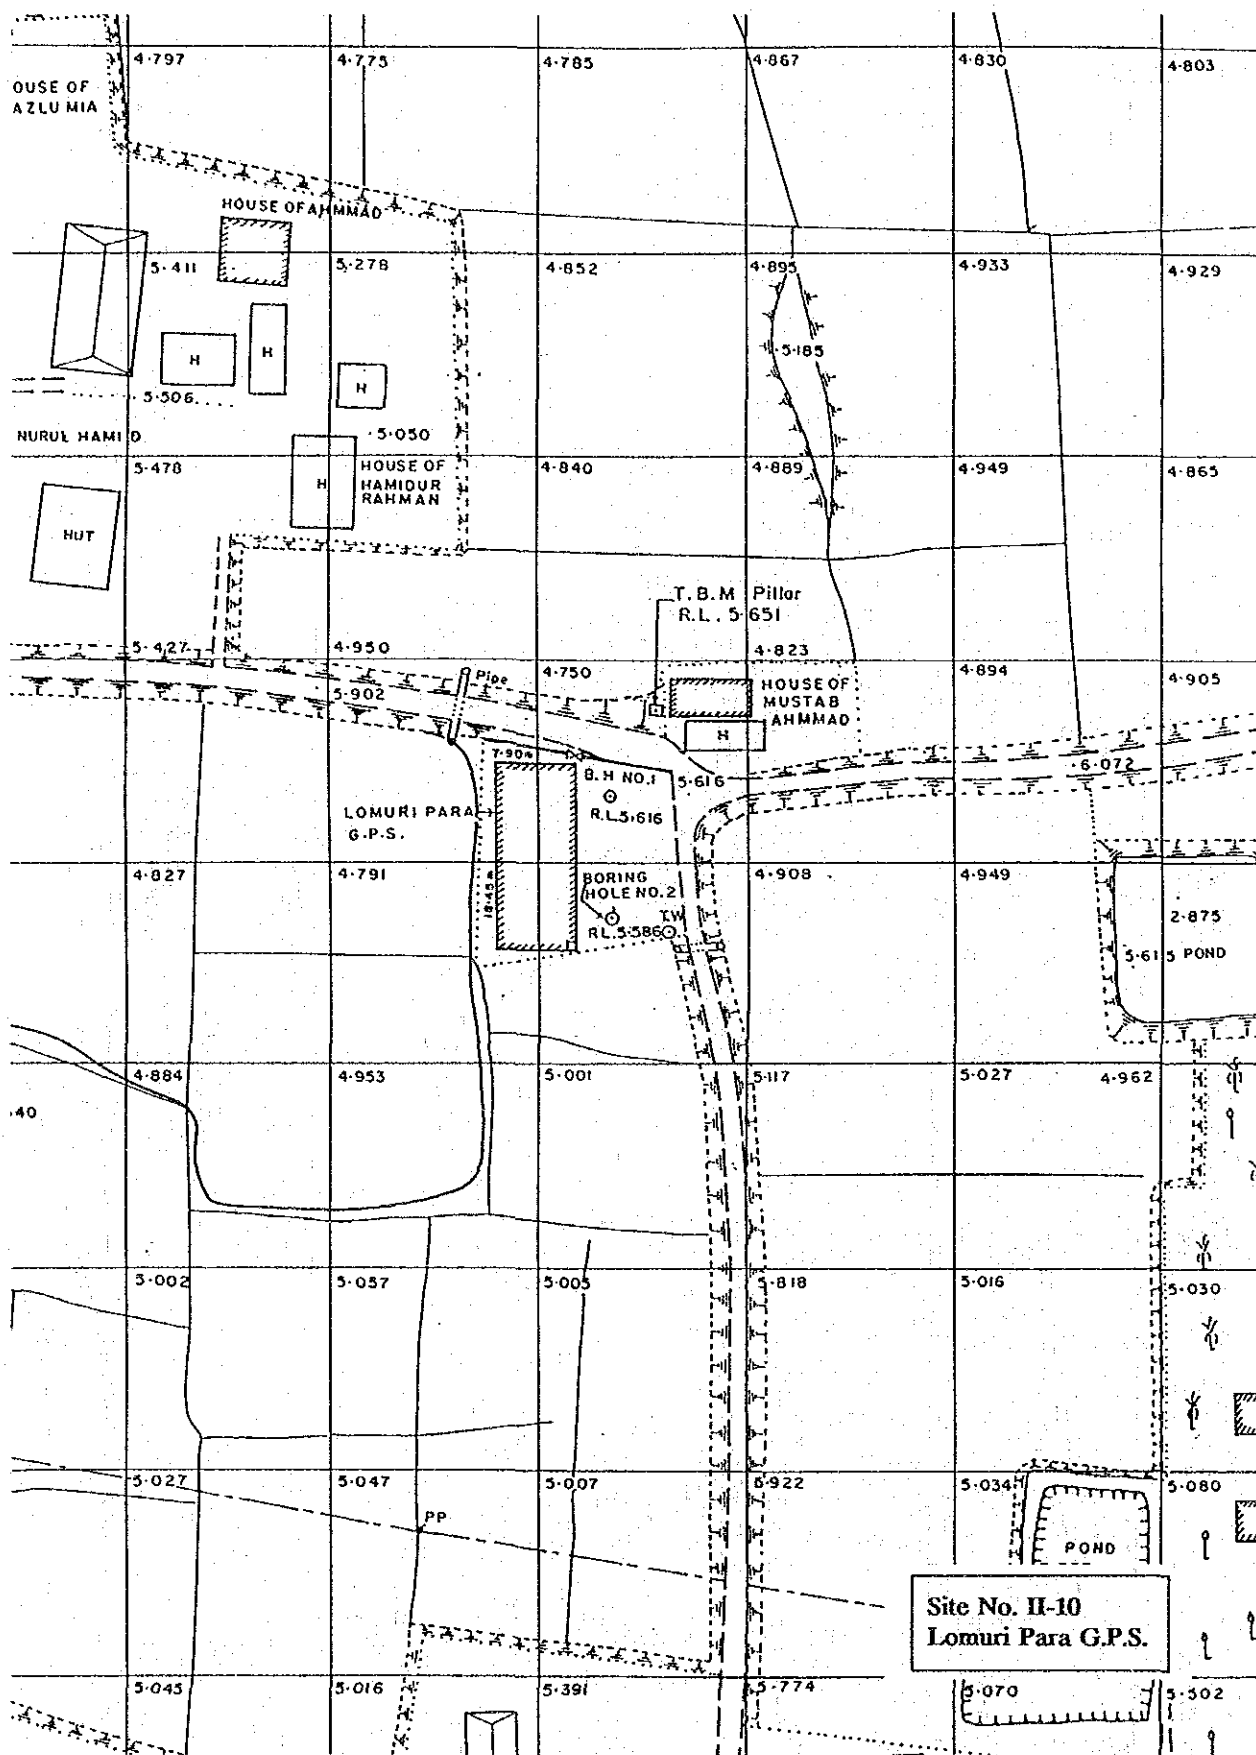 4.797
4.775
4.785
4.867
4.830
4.803
OUSE OF
AZLU MIA
HOUSE OF AHMMAD
5.411
5.278
4.852
4.895
4.933
4.929
5.185
H
H
H
5.506
NURUL HAMID
5.050
5.478
HOUSE OF
HAMIDUR
RAHMAN
H
4.840
4.889
4.949
4.865
HUT
T.B.M Pillar
R.L. 5.651
5.427
4.950
4.750
4.823
4.894
4.905
Pipe
5.902
HOUSE OF
MUSTAB
AHMMAD
H
7.90m
B.H NO.1
5.616
6.072
R.L.5.616
LOMURI PARA
G.P.S.
4.827
4.791
18.45m
BORING
HOLE NO.2
T.W
R.L.5.586
4.908
4.949
2.875
5.615 POND
4.884
4.953
5.001
5.117
5.027
4.962
.40
5.002
5.057
5.005
5.818
5.016
5.030
5.027
5.047
5.007
5.922
5.034
5.080
PP
POND
Site No. II-10
Lomuri Para G.P.S.
5.045
5.016
5.391
5.774
5.070
5.502